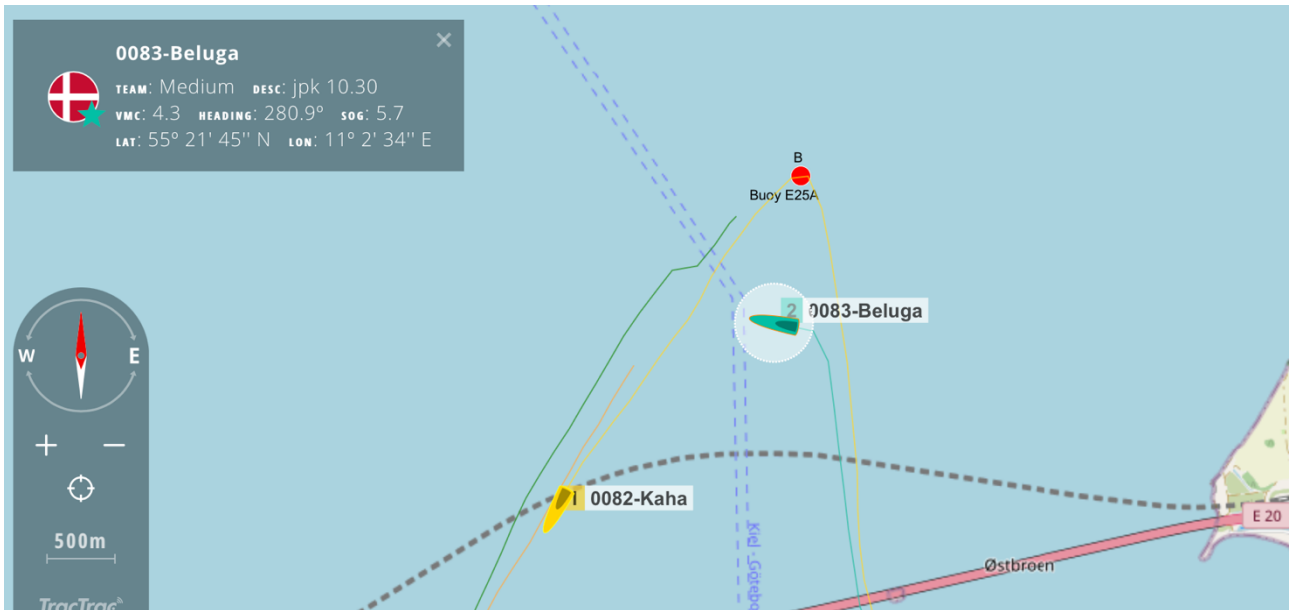 0083-Beluga
TEAM: Medium DESC: jpk 10.30
VMC: 4.3 HEADING: 280.9° SOG: 5.7
LAT: 55° 21' 45'' N LON: 11° 2' 34'' E
B
Buoy E25A
2 0083-Beluga
W E
1 0082-Kaha
500m
E 20
Østbroen
Kiel - Götebo
TracTrac